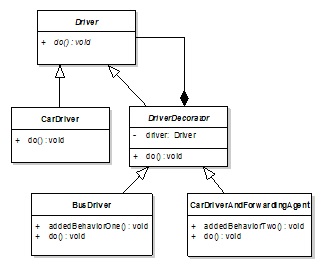 Driver
+ do() : void
CarDriver
+ do() : void
DriverDecorator
- driver: Driver
+ do() : void
BusDriver
+ addedBehaviorOne() : void
+ do() : void
CarDriverAndForwardingAgent
+ addedBehaviorTwo() : void
+ do() : void